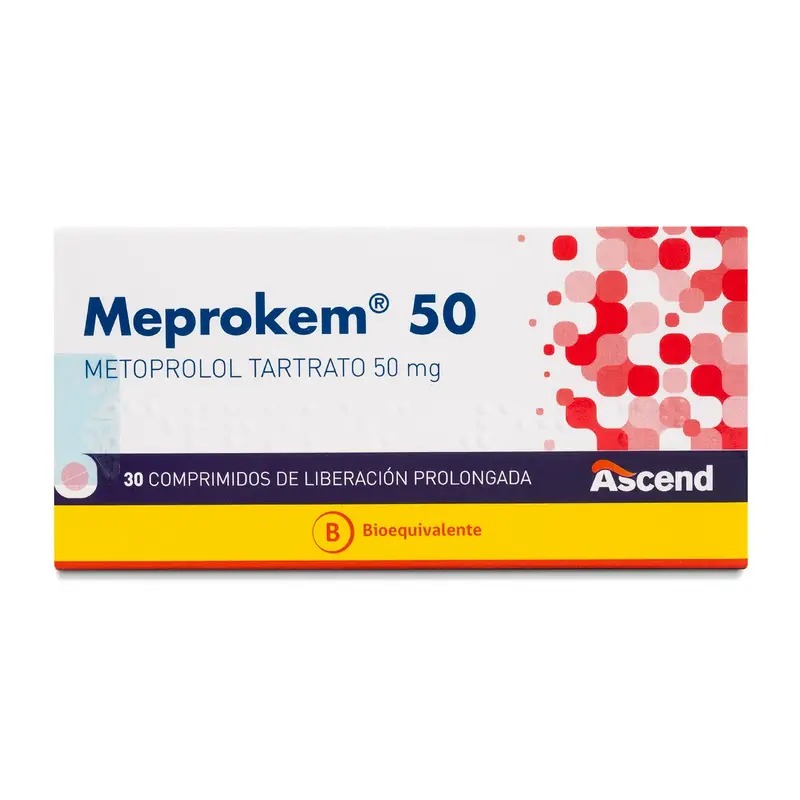 Meprokem® 50
METOPROLOL TARTRATO 50 mg
30 COMPRIMIDOS DE LIBERACIÓN PROLONGADA
Ascend
B Bioequivalente